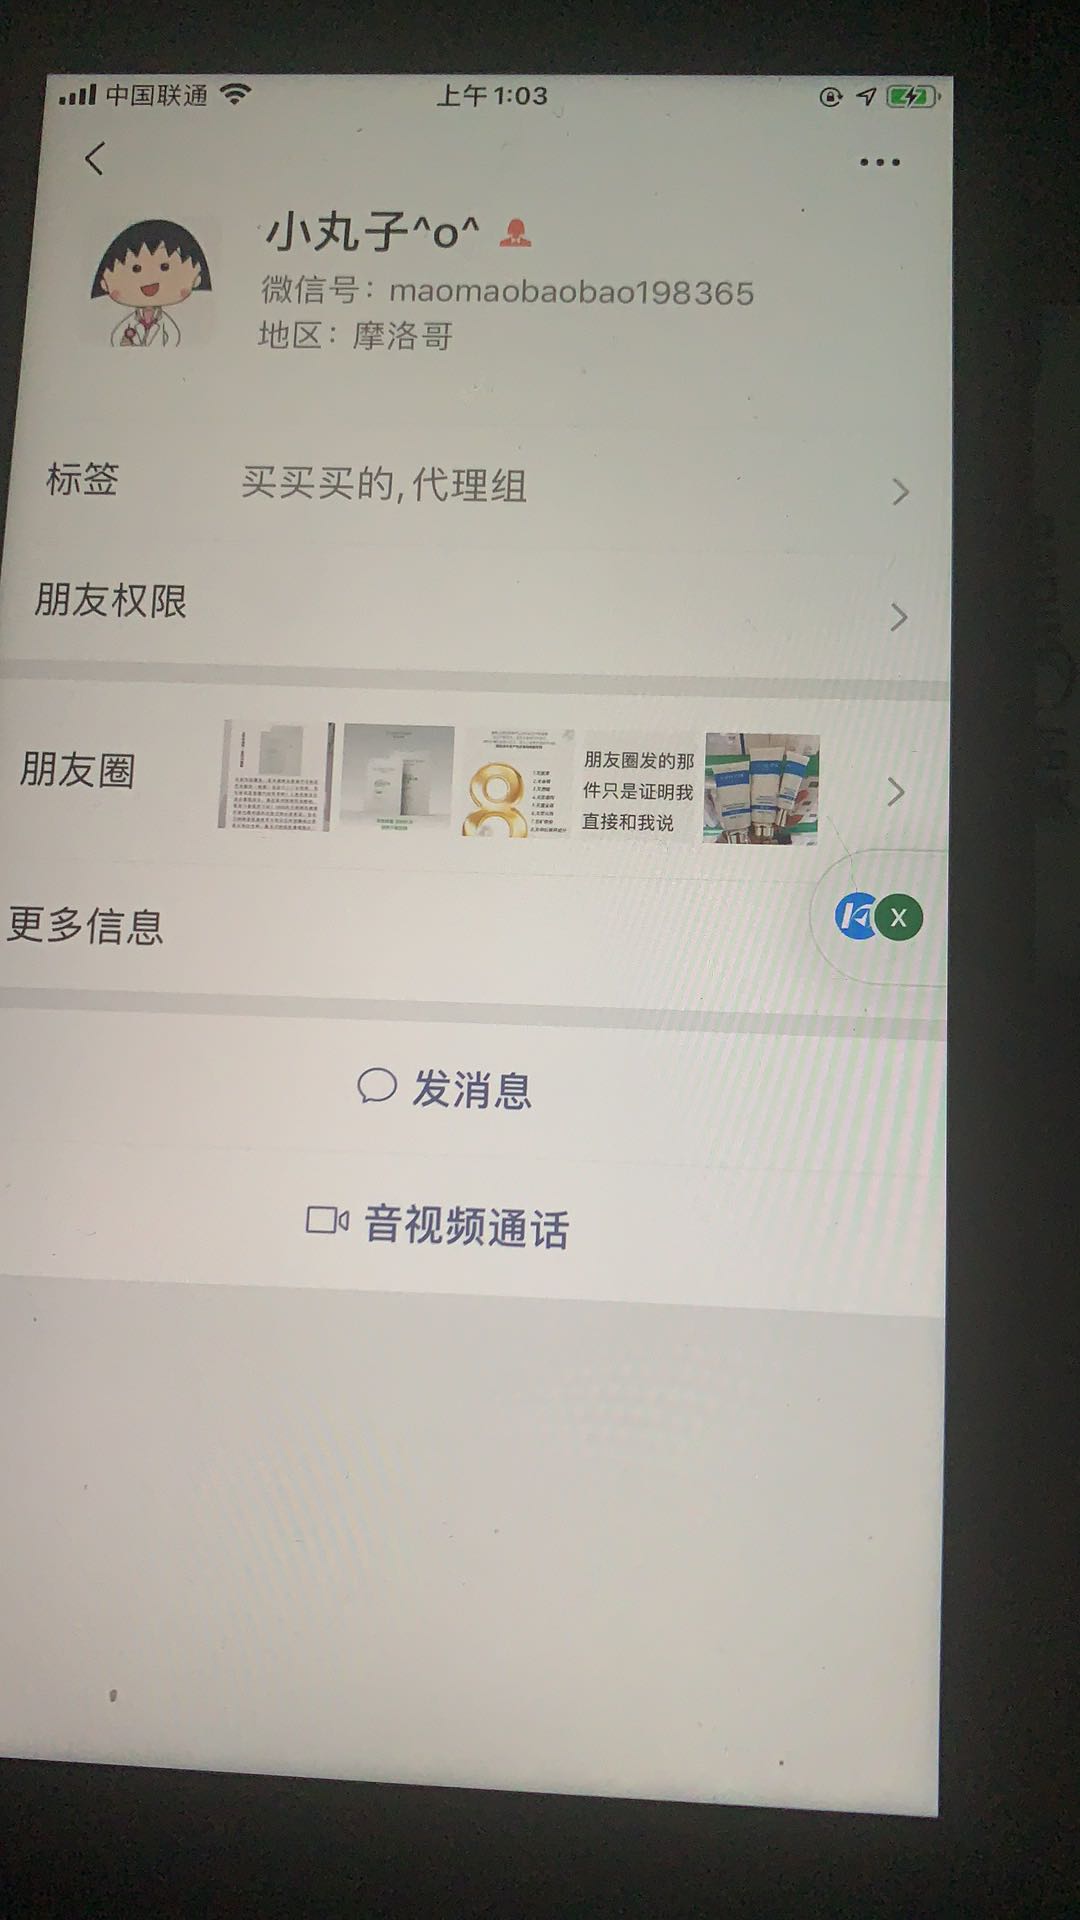 中国联通
上午1:03
小丸子^o^
微信号：maomaobaobao198365
地区：摩洛哥
标签
买买买的,代理组
朋友权限
朋友圈
朋友圈发的那
件只是证明我
直接和我说
更多信息
X
发消息
音视频通话